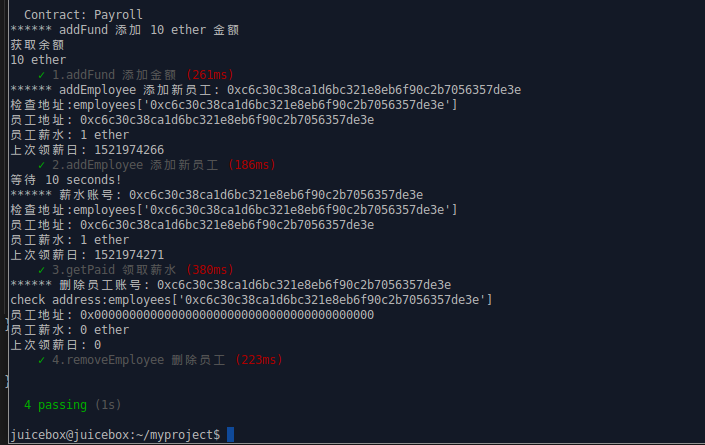 Contract: Payroll
****** addFund 添加 10 ether 金额
获取余额
10 ether
✓ 1.addFund 添加金额 (261ms)
****** addEmployee 添加新员工: 0xc6c30c38ca1d6bc321e8eb6f90c2b7056357de3e
检查地址:employees['0xc6c30c38ca1d6bc321e8eb6f90c2b7056357de3e']
员工地址: 0xc6c30c38ca1d6bc321e8eb6f90c2b7056357de3e
员工薪水: 1 ether
上次领薪日: 1521974266
✓ 2.addEmployee 添加新员工 (186ms)
等待 10 seconds!
****** 薪水账号: 0xc6c30c38ca1d6bc321e8eb6f90c2b7056357de3e
检查地址:employees['0xc6c30c38ca1d6bc321e8eb6f90c2b7056357de3e']
员工地址: 0xc6c30c38ca1d6bc321e8eb6f90c2b7056357de3e
员工薪水: 1 ether
上次领薪日: 1521974271
✓ 3.getPaid 领取薪水 (380ms)
****** 删除员工账号: 0xc6c30c38ca1d6bc321e8eb6f90c2b7056357de3e
check address:employees['0xc6c30c38ca1d6bc321e8eb6f90c2b7056357de3e']
员工地址: 0x0000000000000000000000000000000000000000
员工薪水: 0 ether
上次领薪日: 0
✓ 4.removeEmployee 删除员工 (223ms)
4 passing (1s)
juicebox@juicebox:~/myproject$